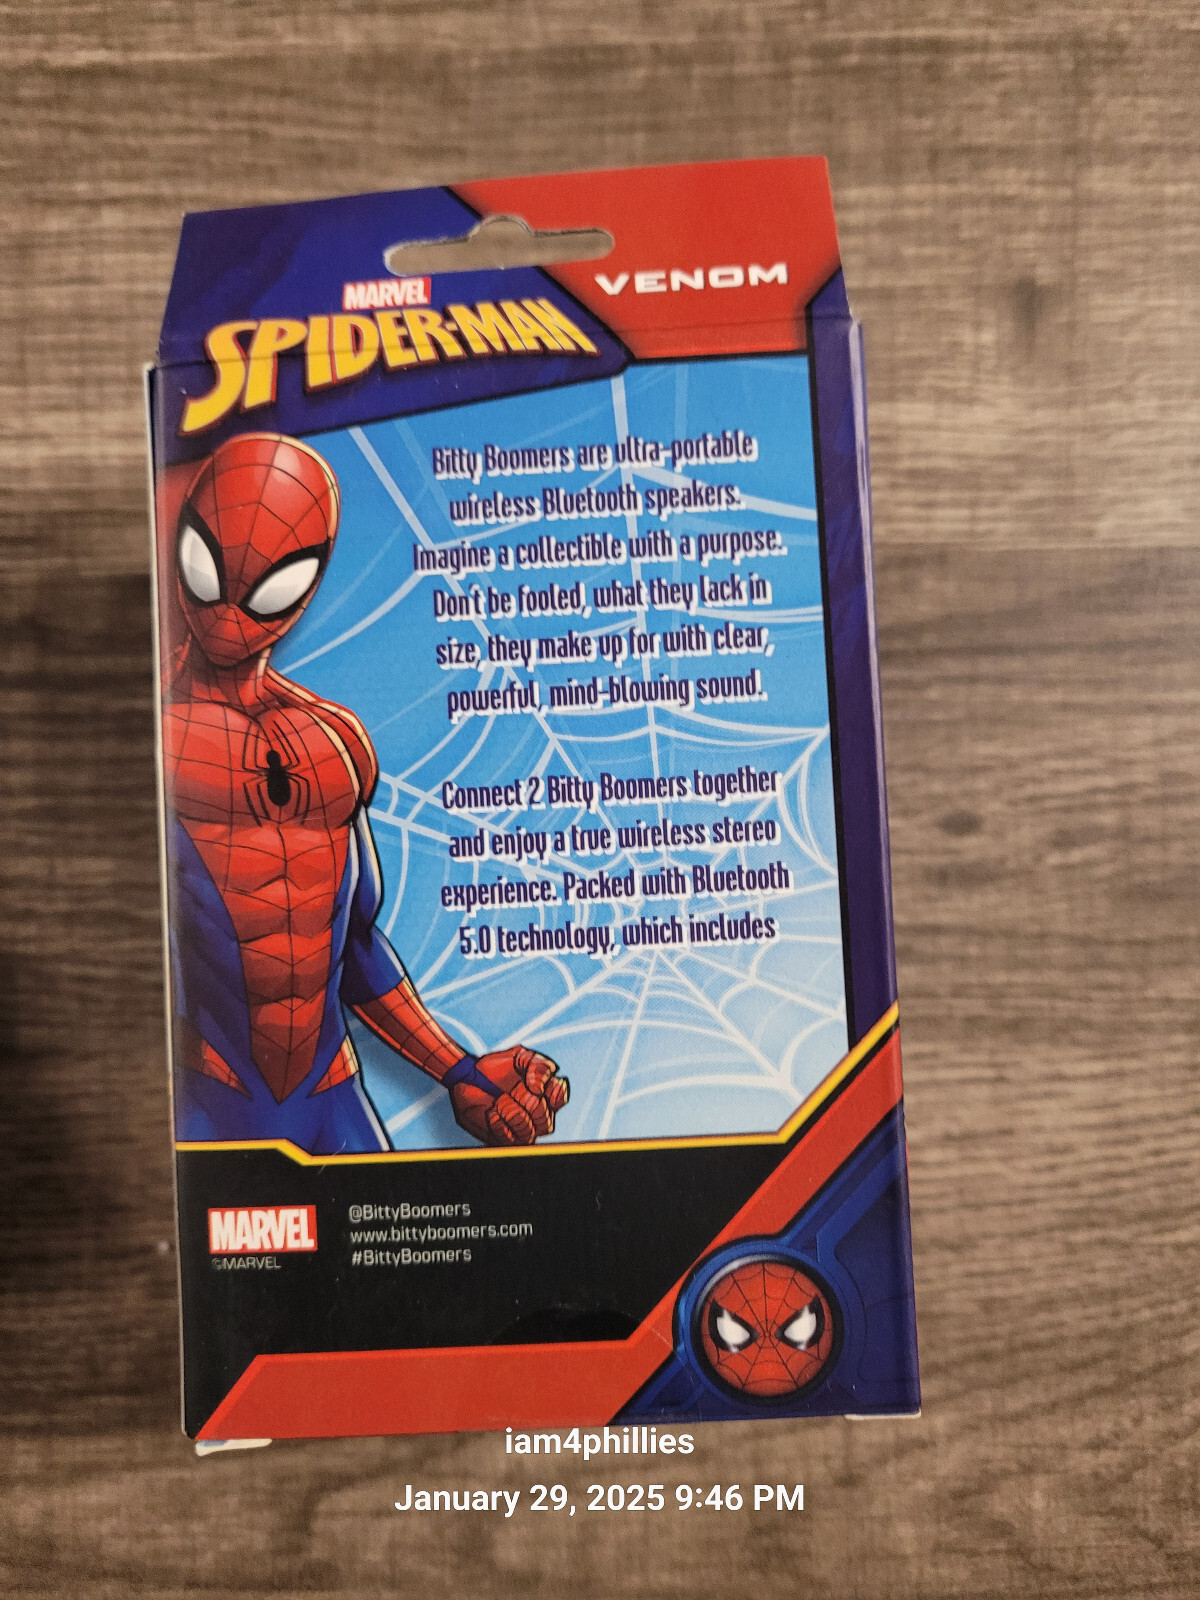 MARVEL
SPIDER-MAN
VENOM
Bitty Boomers are ultra-portable
wireless Bluetooth speakers.
Imagine a collectible with a purpose.
Don't be fooled, what they lack in
size, they make up for with clear,
powerful, mind-blowing sound.
Connect 2 Bitty Boomers together
and enjoy a true wireless stereo
experience. Packed with Bluetooth
5.0 technology, which includes
MARVEL
©MARVEL
@BittyBoomers
www.bittyboomers.com
#BittyBoomers
iam4phillies
January 29, 2025 9:46 PM